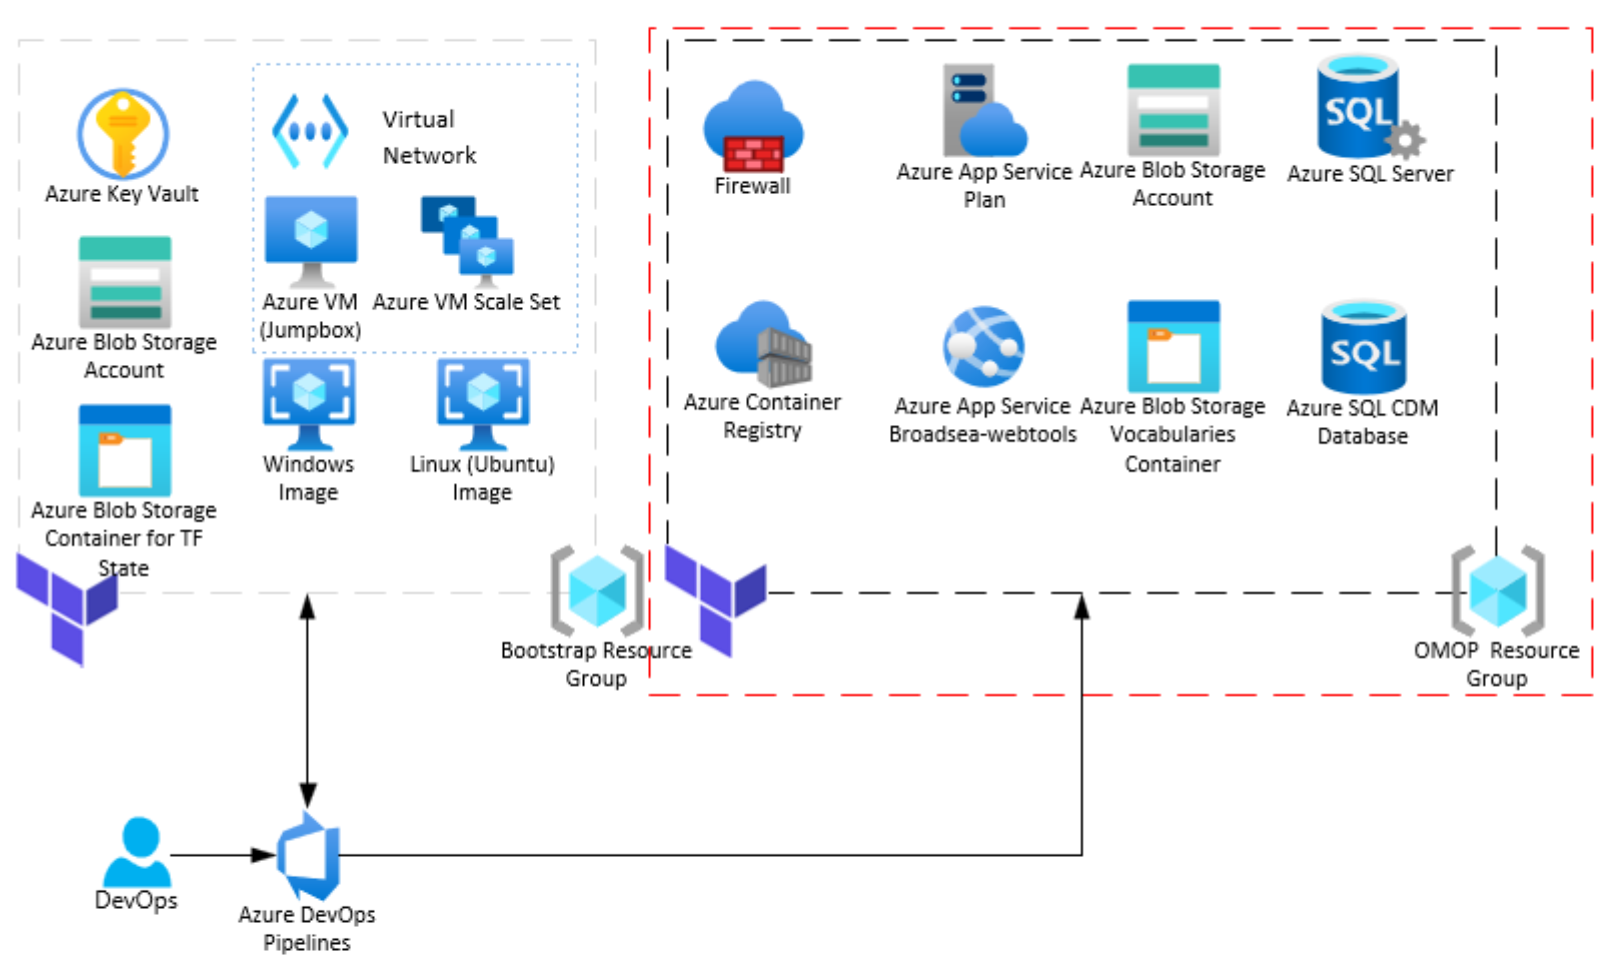 Azure Key Vault
Virtual
Network
Azure Blob Storage
Account
Azure VM
(Jumpbox)
Azure VM Scale Set
Azure Blob Storage
Container for TF
State
Windows
Image
Linux (Ubuntu)
Image
Bootstrap Resource
Group
Firewall
Azure App Service
Plan
Azure Blob Storage
Account
SQL
Azure SQL Server
Azure Container
Registry
Azure App Service
Broadsea-webtools
Azure Blob Storage
Vocabularies
Container
SQL
Azure SQL CDM
Database
OMOP Resource
Group
DevOps
Azure DevOps
Pipelines